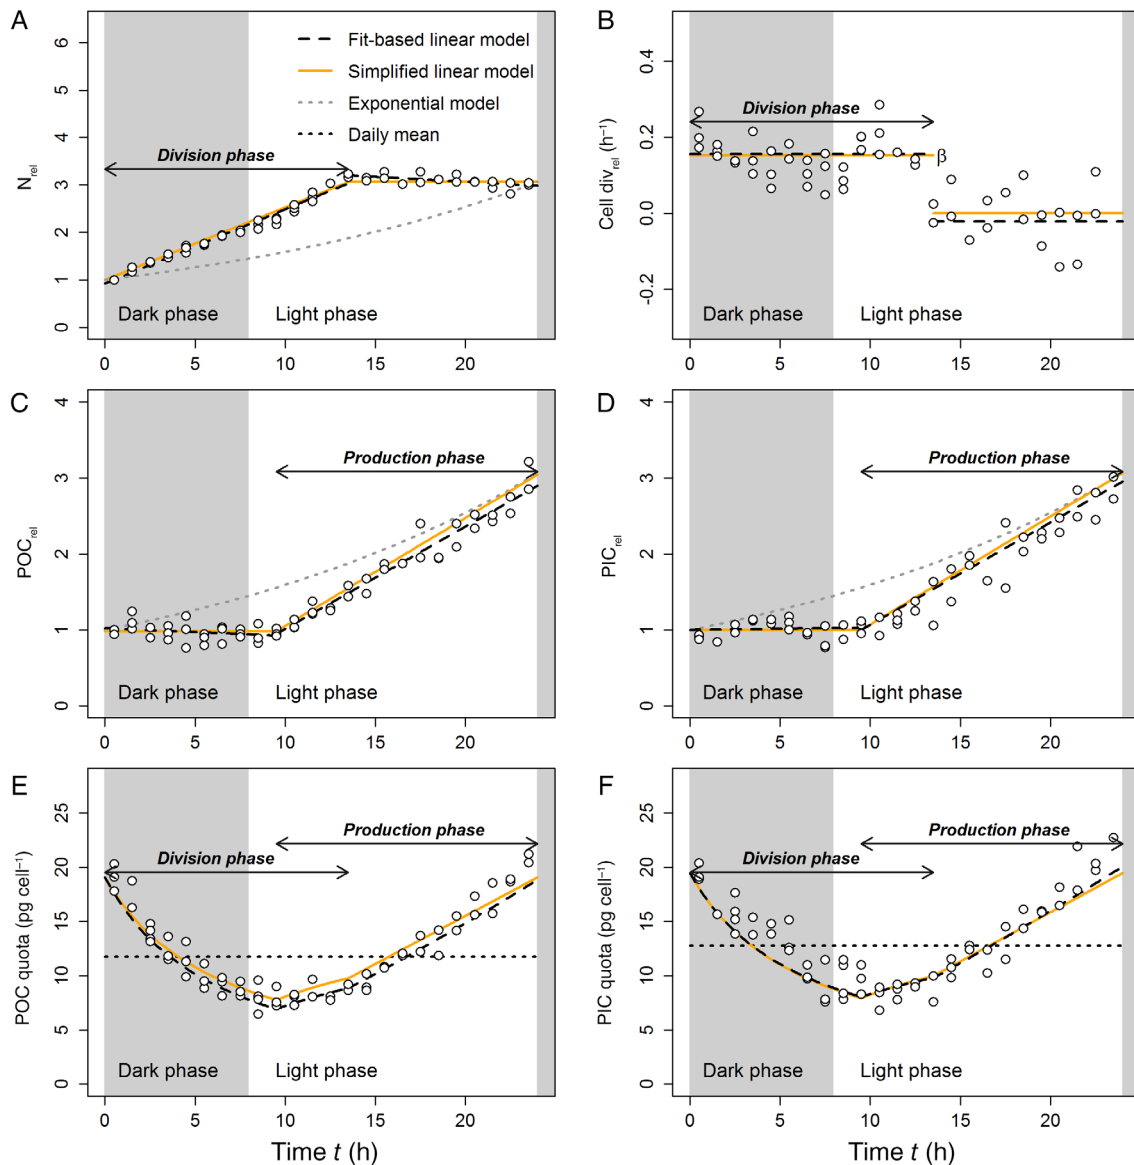 A
N_rel
0
1
2
3
4
5
6
Fit-based linear model
Simplified linear model
Exponential model
Daily mean
Division phase
Dark phase
Light phase
0
5
10
15
20
B
Cell div_rel (h⁻¹)
-0.2
0.0
0.2
0.4
Division phase
β
Dark phase
Light phase
0
5
10
15
20
C
POC_rel
0
1
2
3
4
Production phase
Dark phase
Light phase
0
5
10
15
20
D
PIC_rel
0
1
2
3
4
Production phase
Dark phase
Light phase
0
5
10
15
20
E
POC quota (pg cell⁻¹)
0
5
10
15
20
25
Production phase
Division phase
Dark phase
Light phase
0
5
10
15
20
Time t (h)
F
PIC quota (pg cell⁻¹)
0
5
10
15
20
25
Production phase
Division phase
Dark phase
Light phase
0
5
10
15
20
Time t (h)